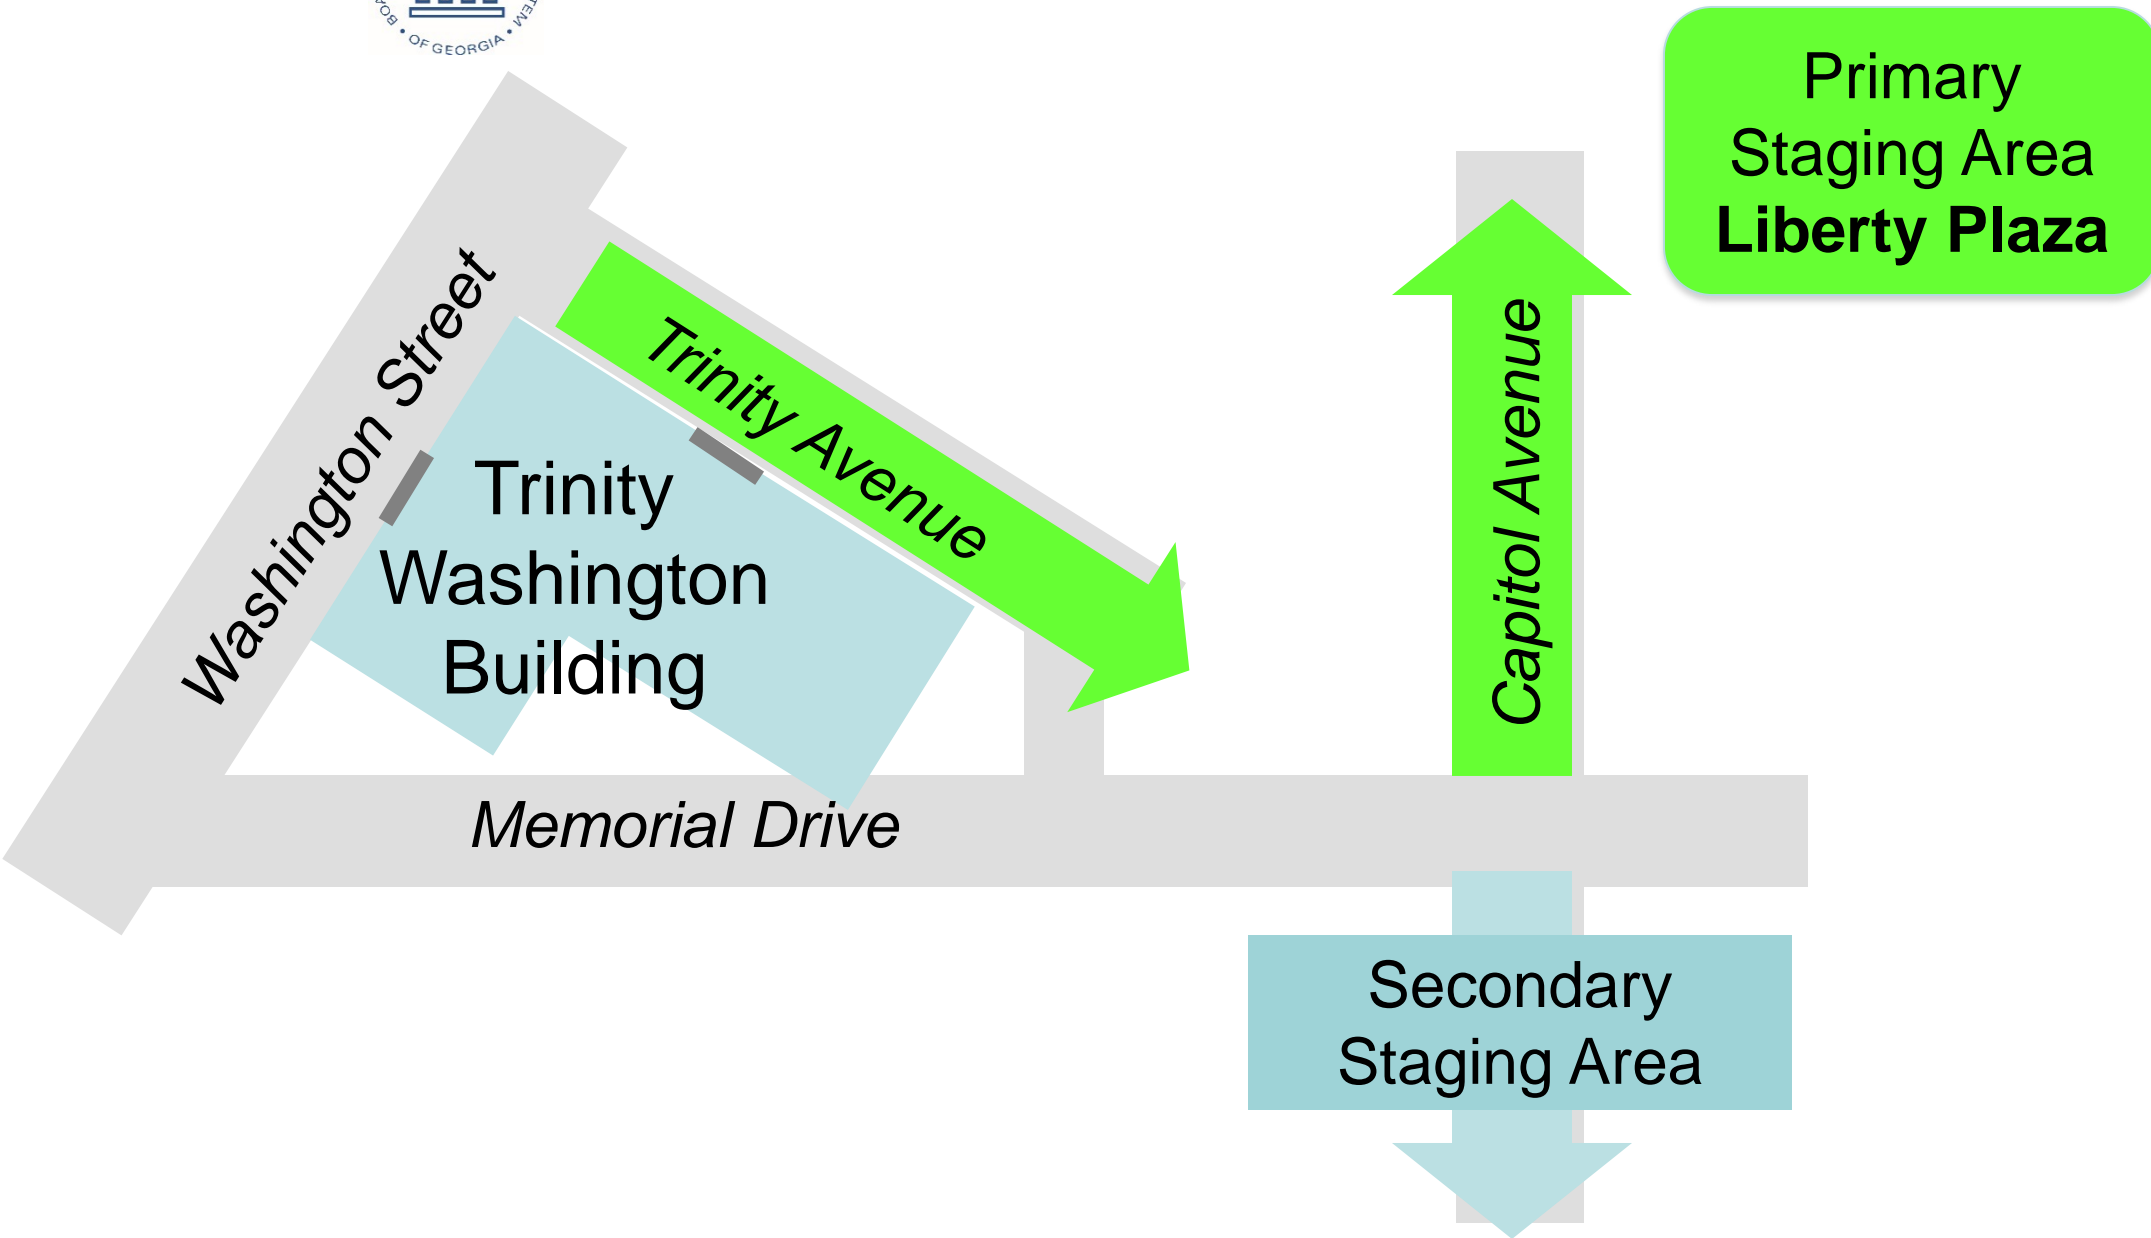 OF GEORGIA
Primary
Staging Area
Liberty Plaza
Washington Street
Trinity Avenue
Capitol Avenue
Trinity
Washington
Building
Memorial Drive
Secondary
Staging Area